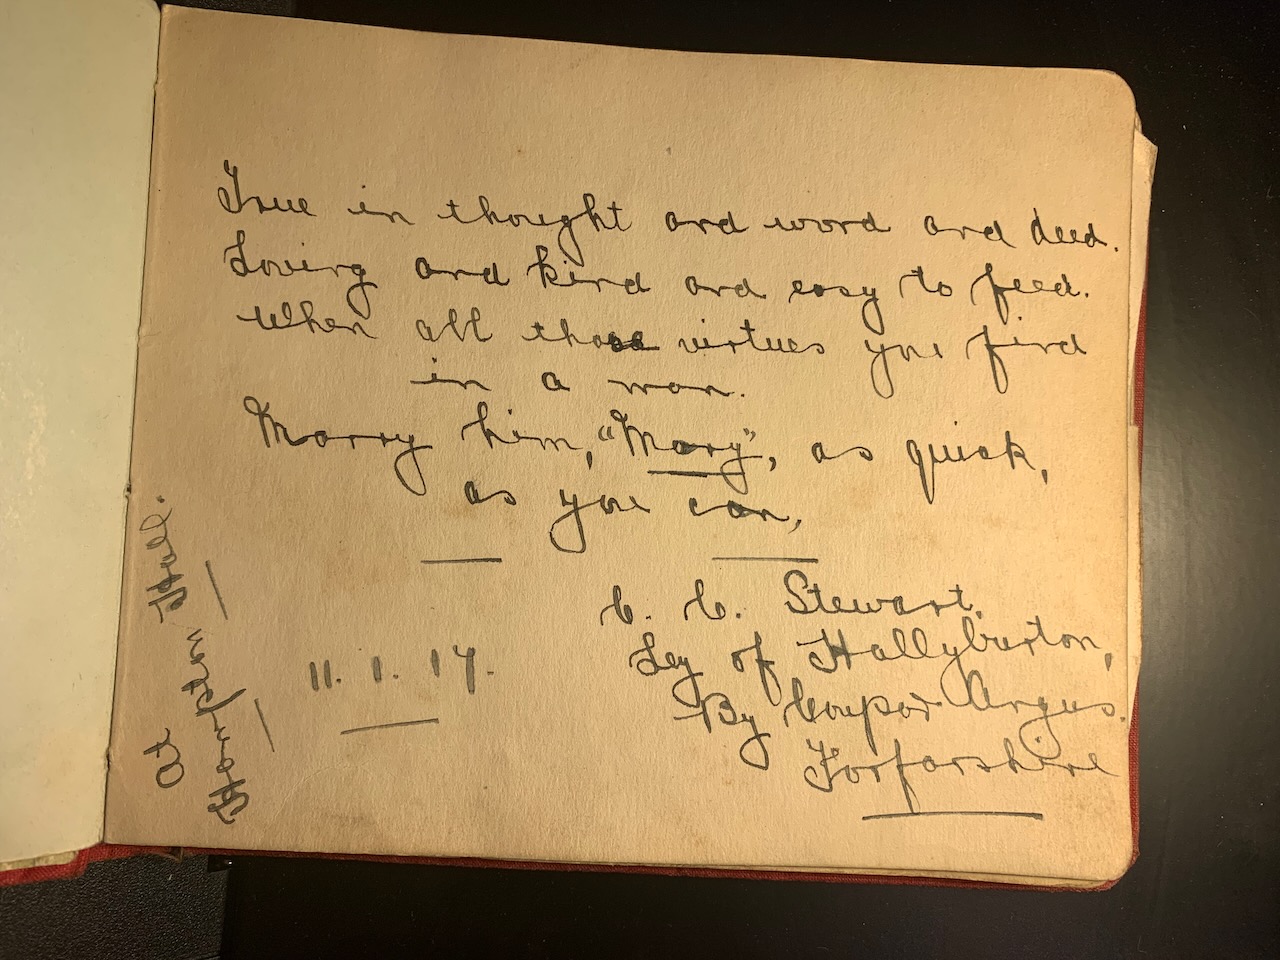 True in thought and word and deed.
Loving and kind and easy to feed.
When all those virtues you find
in a man.
Marry him, "Mary", as quick,
as you can,
C. C. Stewart.
Ley of Hallyburton,
By Coupar Angus.
Forfarshire
11. 1. 17.
At
Hampden Hall.